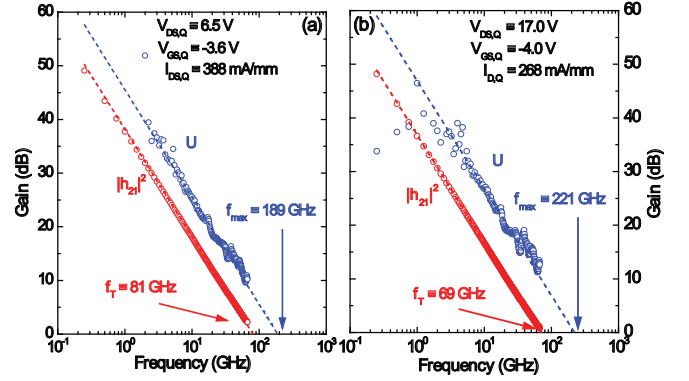 (a)
V_DS,Q = 6.5 V
V_GS,Q = -3.6 V
I_DS,Q = 388 mA/mm
U
|h_21|^2
f_max = 189 GHz
f_T = 81 GHz
Gain (dB)
60
50
40
30
20
10
0
10^-1 10^0 10^1 10^2 10^3
Frequency (GHz)
(b)
V_DS,Q = 17.0 V
V_GS,Q = -4.0 V
I_D,Q = 268 mA/mm
U
|h_21|^2
f_max = 221 GHz
f_T = 69 GHz
Gain (dB)
60
50
40
30
20
10
0
10^-1 10^0 10^1 10^2 10^3
Frequency (GHz)